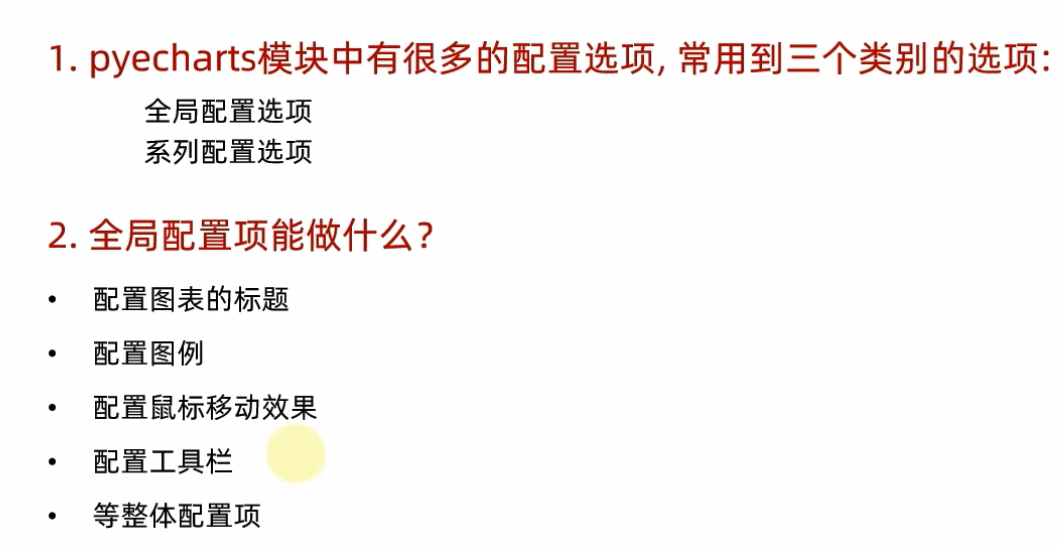 1. pyecharts模块中有很多的配置选项, 常用到三个类别的选项:
全局配置选项
系列配置选项
2. 全局配置项能做什么?
• 配置图表的标题
• 配置图例
• 配置鼠标移动效果
• 配置工具栏
• 等整体配置项